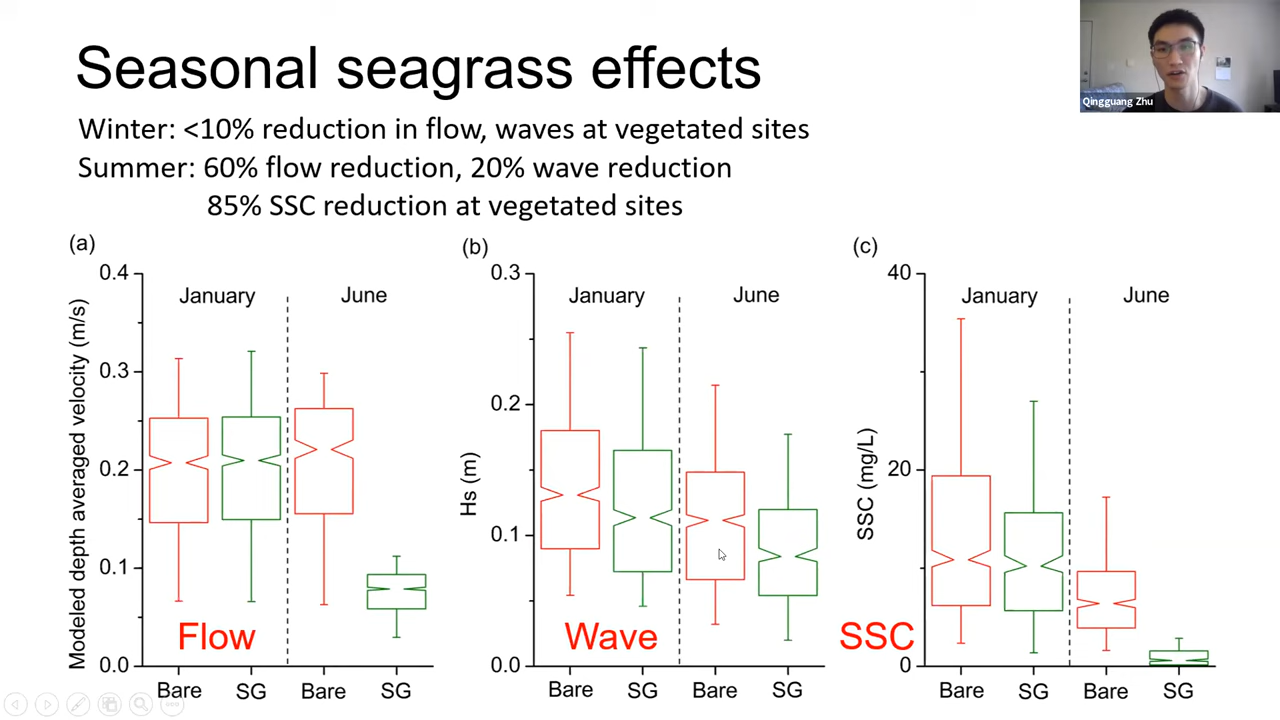 Seasonal seagrass effects
Qingguang Zhu
Winter: <10% reduction in flow, waves at vegetated sites
Summer: 60% flow reduction, 20% wave reduction
85% SSC reduction at vegetated sites
(a)
Modeled depth averaged velocity (m/s)
0.4
0.3
0.2
0.1
0.0
January
June
Flow
Bare
SG
Bare
SG
(b)
Hs (m)
0.3
0.2
0.1
0.0
January
June
Wave
Bare
SG
Bare
SG
(c)
SSC (mg/L)
40
20
0
January
June
SSC
Bare
SG
Bare
SG